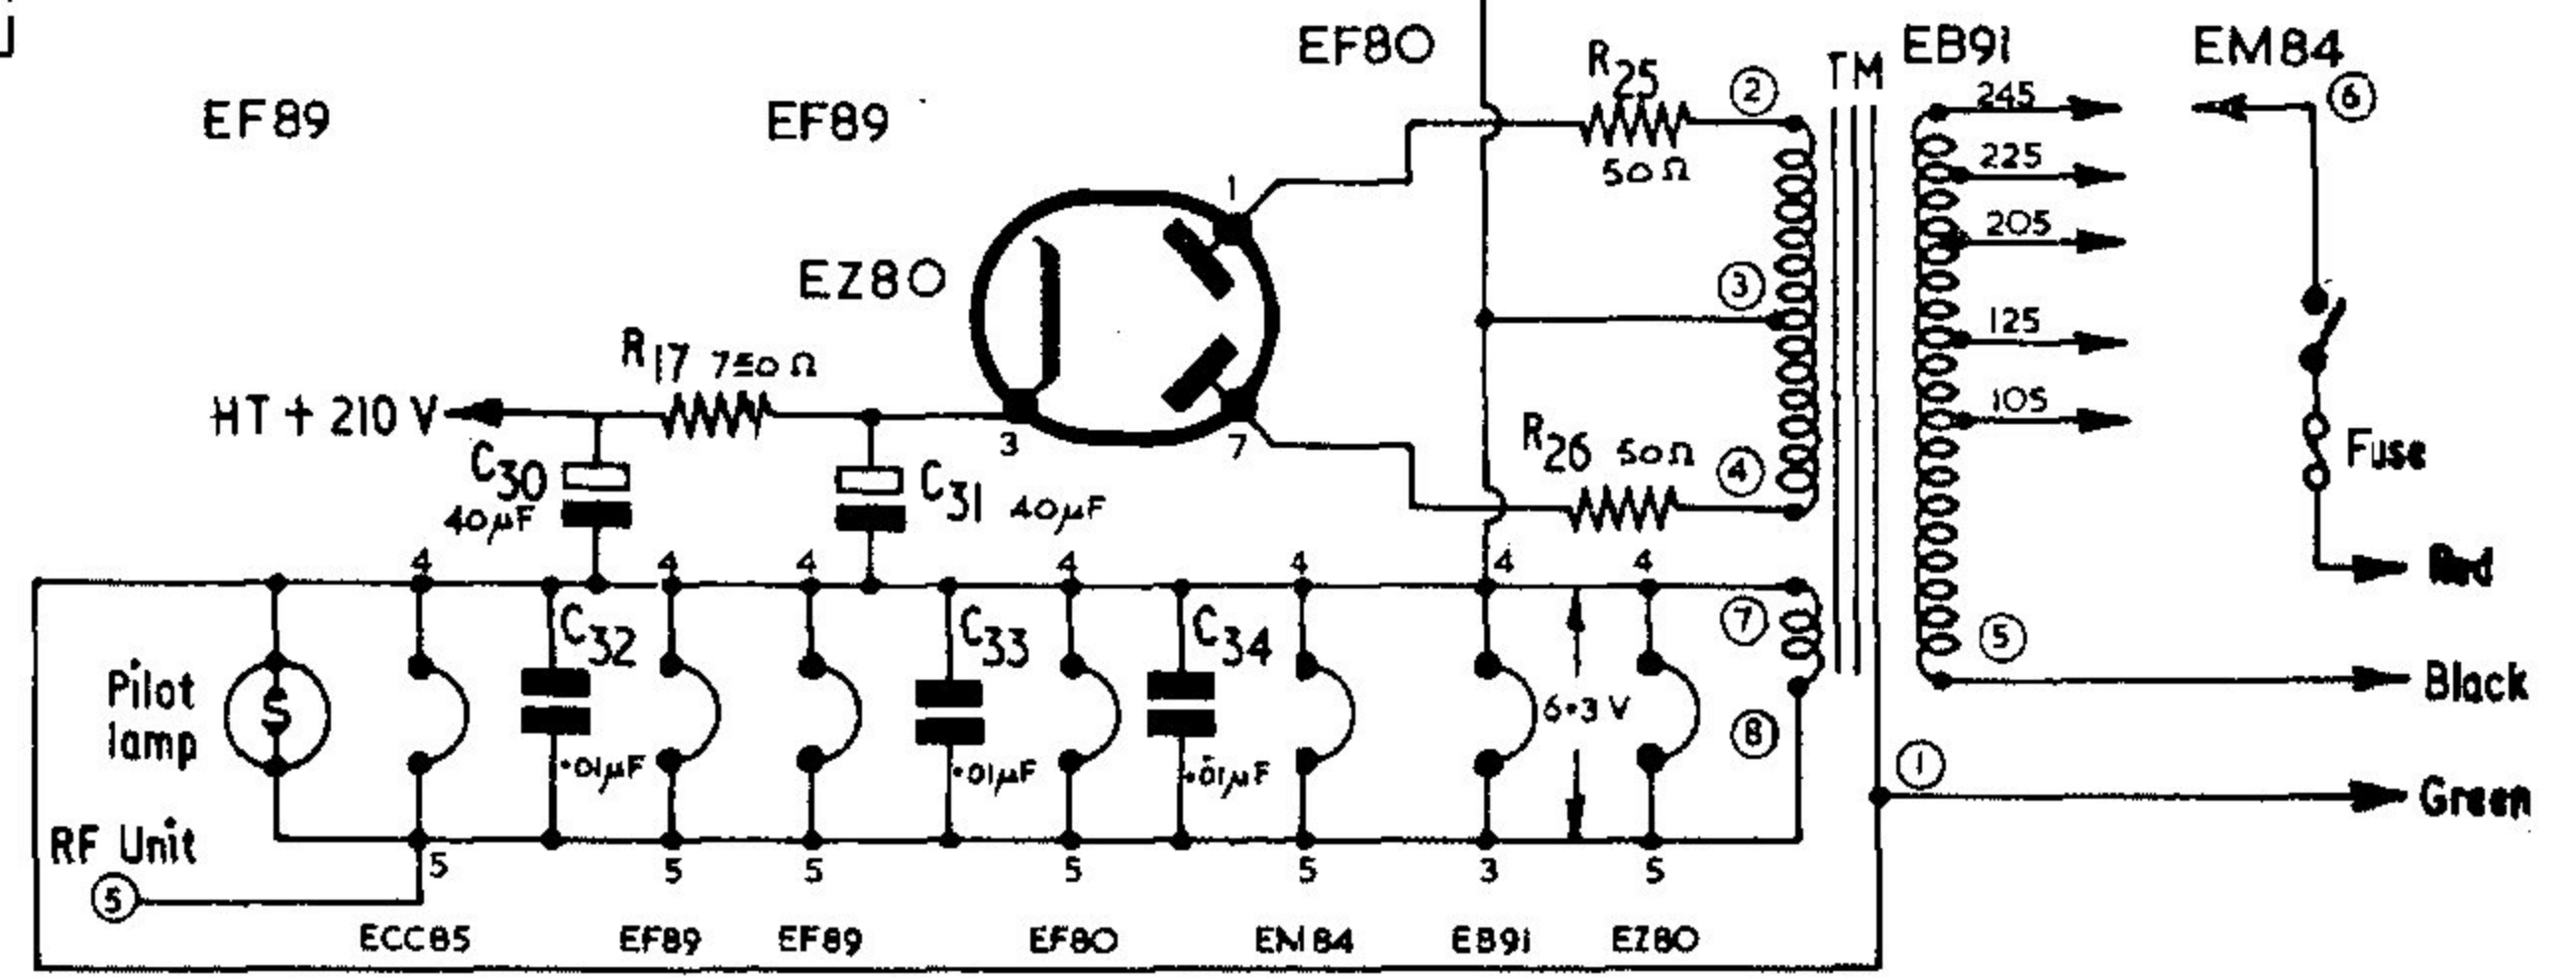 EF80
EB91
EM84
EF89
EF89
R25
50Ω
TM
2
245
6
225
205
125
105
1
EZ80
3
R17 750Ω
HT + 210 V
C30
40µF
C31 40µF
3
7
R26 50Ω
4
Fuse
Red
4
4
4
4
4
4
4
C32
C33
C34
7
5
Pilot
lamp
S
·01µF
·01µF
·01µF
6·3 V
8
Black
1
Green
RF Unit
5
5
5
5
5
5
3
5
ECC85
EF89
EF89
EF80
EM84
EB91
EZ80